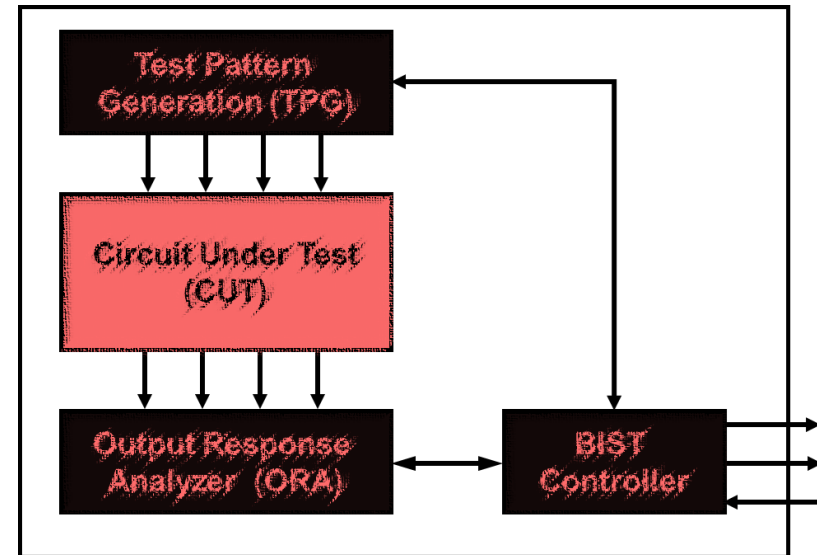 Test Pattern
Generation (TPG)
Circuit Under Test
(CUT)
Output Response
Analyzer (ORA)
BIST
Controller